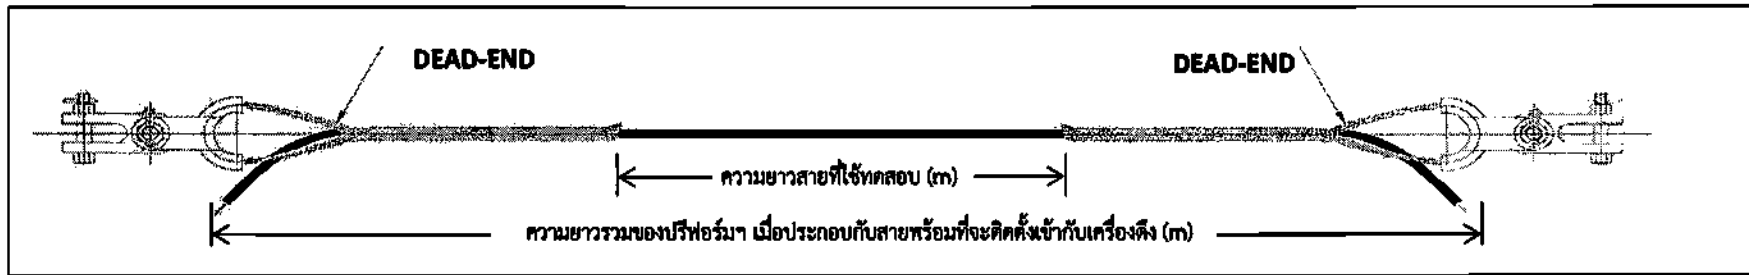 DEAD-END
DEAD-END
ความยาวสายที่ใช้ทดสอบ (m)
ความยาวรวมของปรีฟอร์มฯ เมื่อประกอบกับสายพร้อมที่จะติดตั้งเข้ากับเครื่องดึง (m)